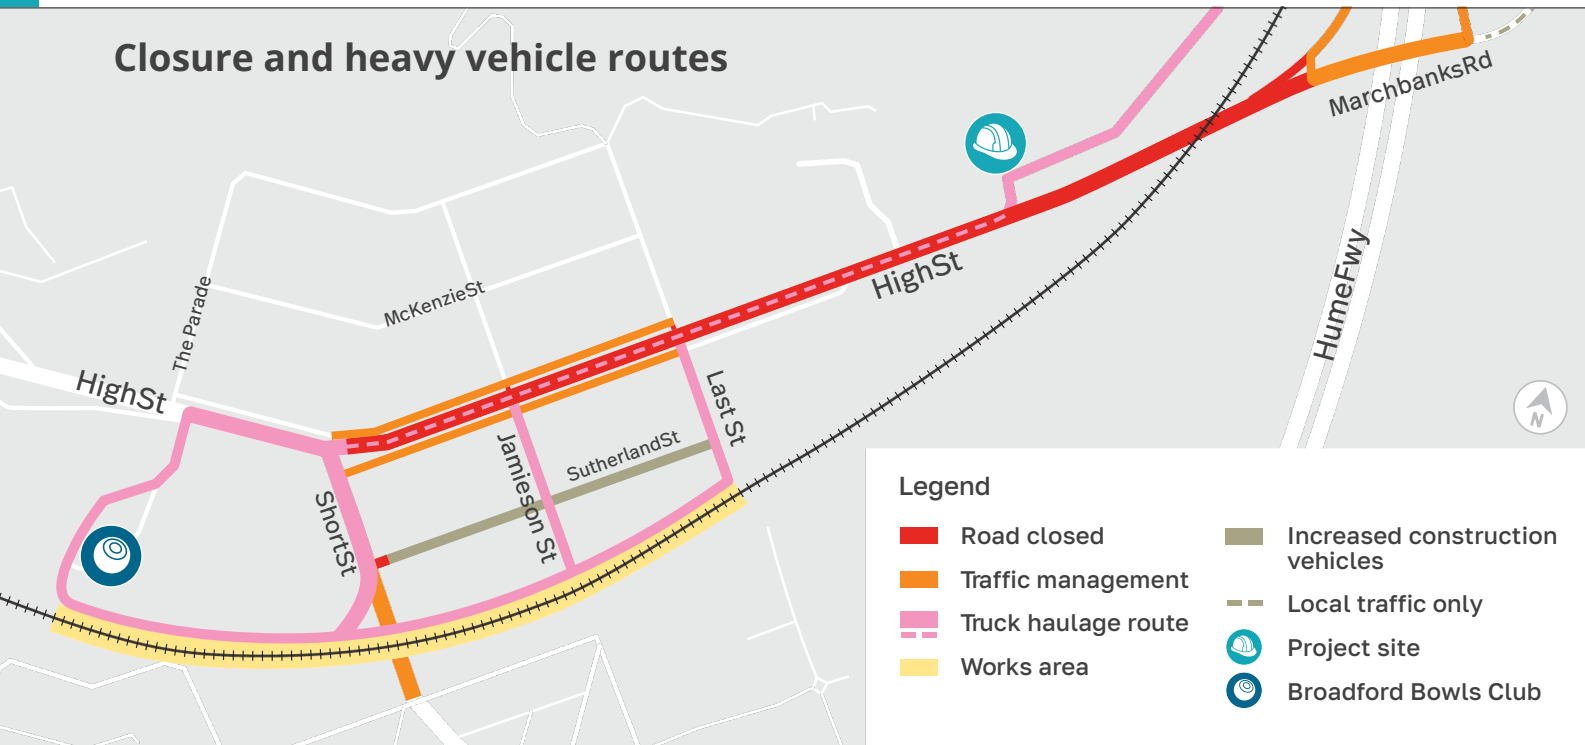 Closure and heavy vehicle routes
MarchbanksRd
HumeFwy
HighSt
The Parade
McKenzieSt
HighSt
Last St
Jamieson St
SutherlandSt
ShortSt
N
Legend
Road closed
Traffic management
Truck haulage route
Works area
Increased construction
vehicles
Local traffic only
Project site
Broadford Bowls Club